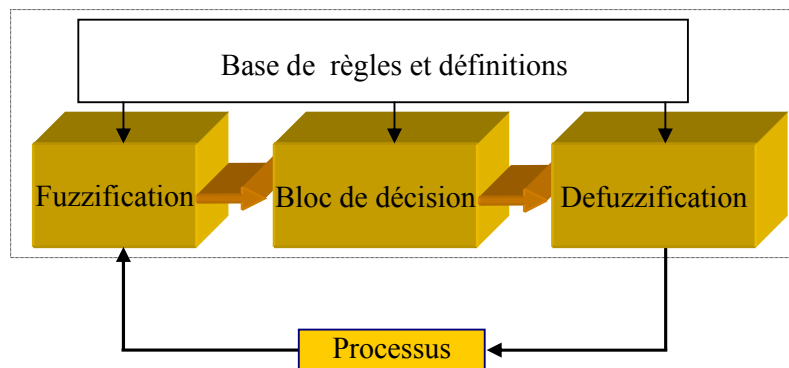 Base de règles et définitions
Fuzzification
Bloc de décision
Defuzzification
Processus